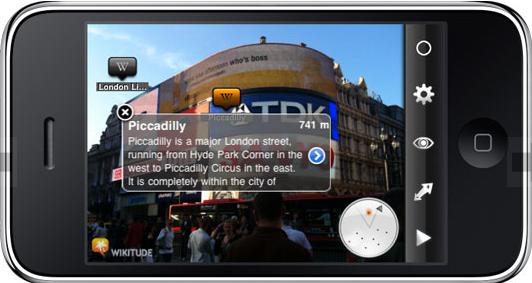 who's boss
W
London Li...
W
TDK
Piccadilly
Piccadilly
741 m
Piccadilly is a major London street,
running from Hyde Park Corner in the
west to Piccadilly Circus in the east.
It is completely within the city of
WIKITUDE